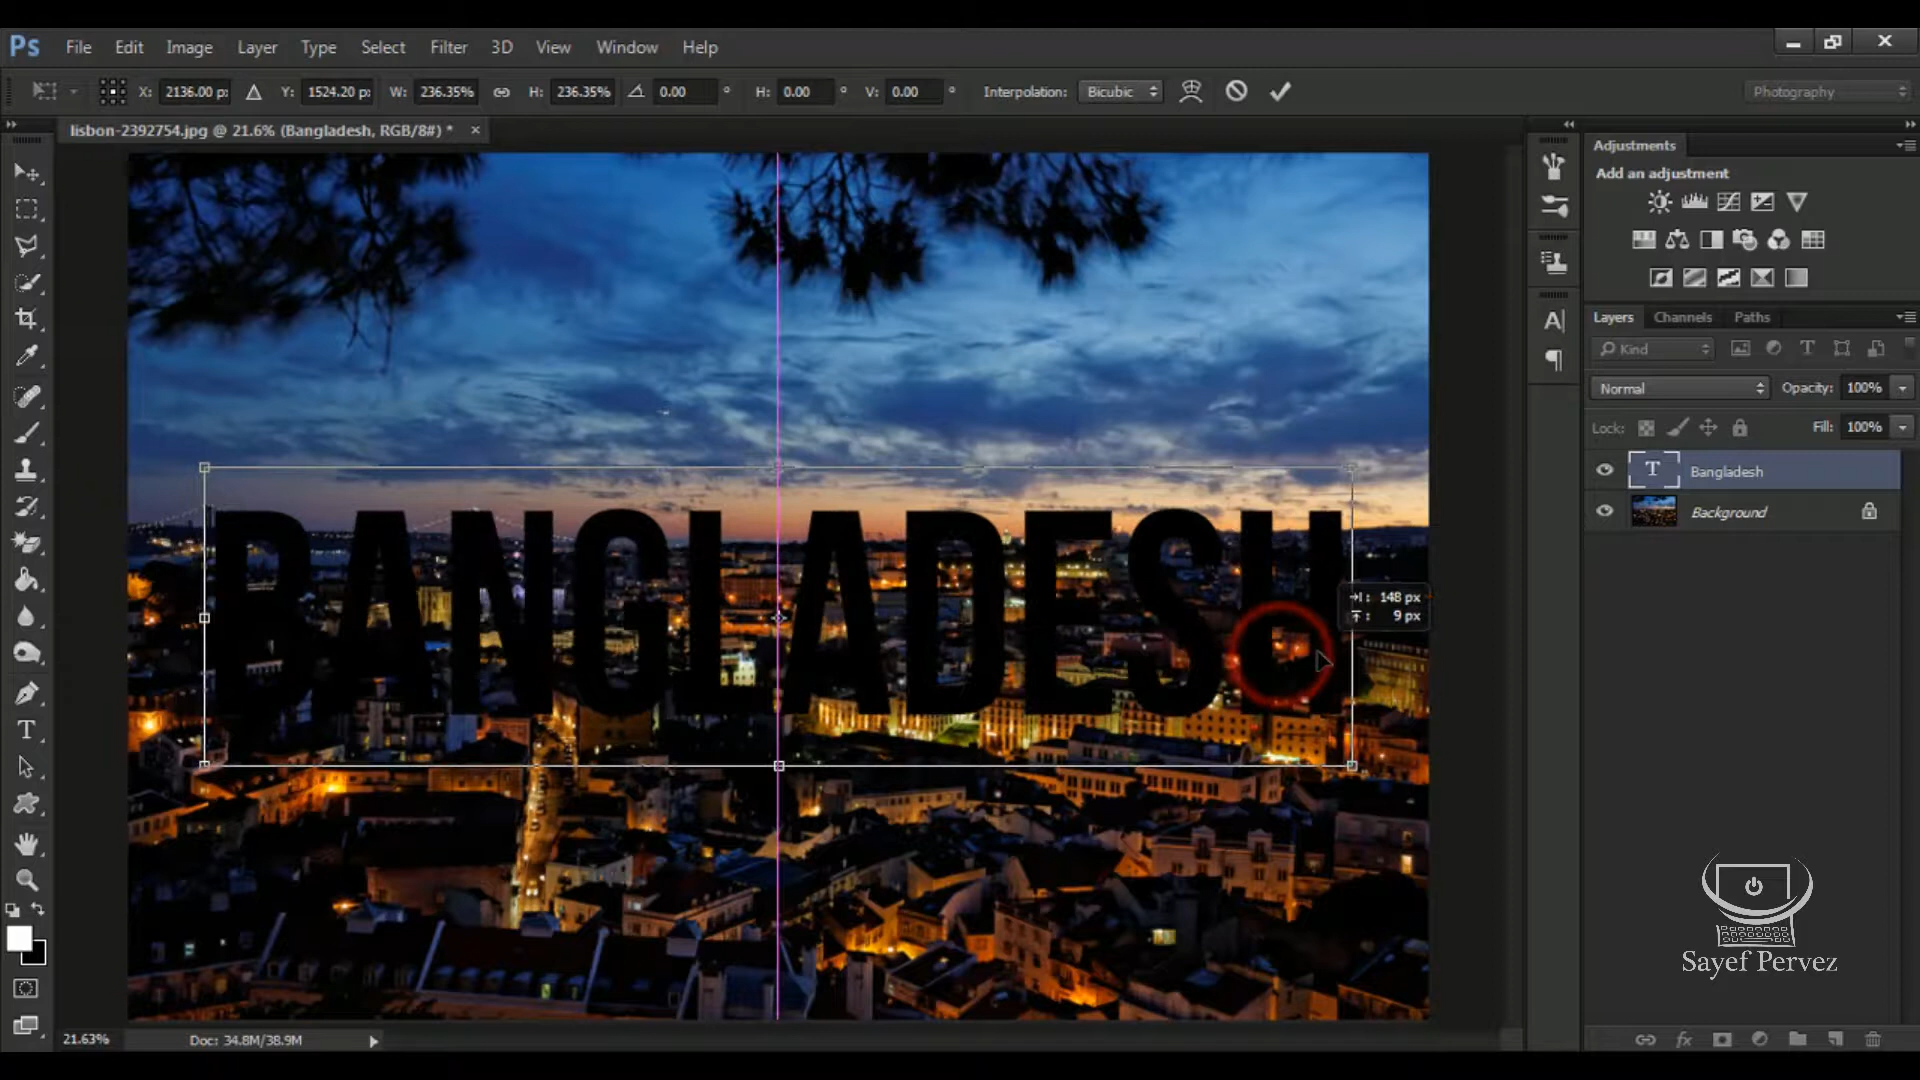 Ps File Edit Image Layer Type Select Filter 3D View Window Help
X: 2136.00 px Y: 1524.20 px W: 236.35% H: 236.35% 0.00 ° H: 0.00 ° V: 0.00 ° Interpolation: Bicubic Photography
lisbon-2392754.jpg @ 21.6% (Bangladesh, RGB/8#) * ×
Adjustments
Add an adjustment
Layers Channels Paths
Kind
Normal Opacity: 100%
Lock: Fill: 100%
T Bangladesh
Background
BANGLADESH
148 px
9 px
Sayef Pervez
21.63% Doc: 34.8M/38.9M